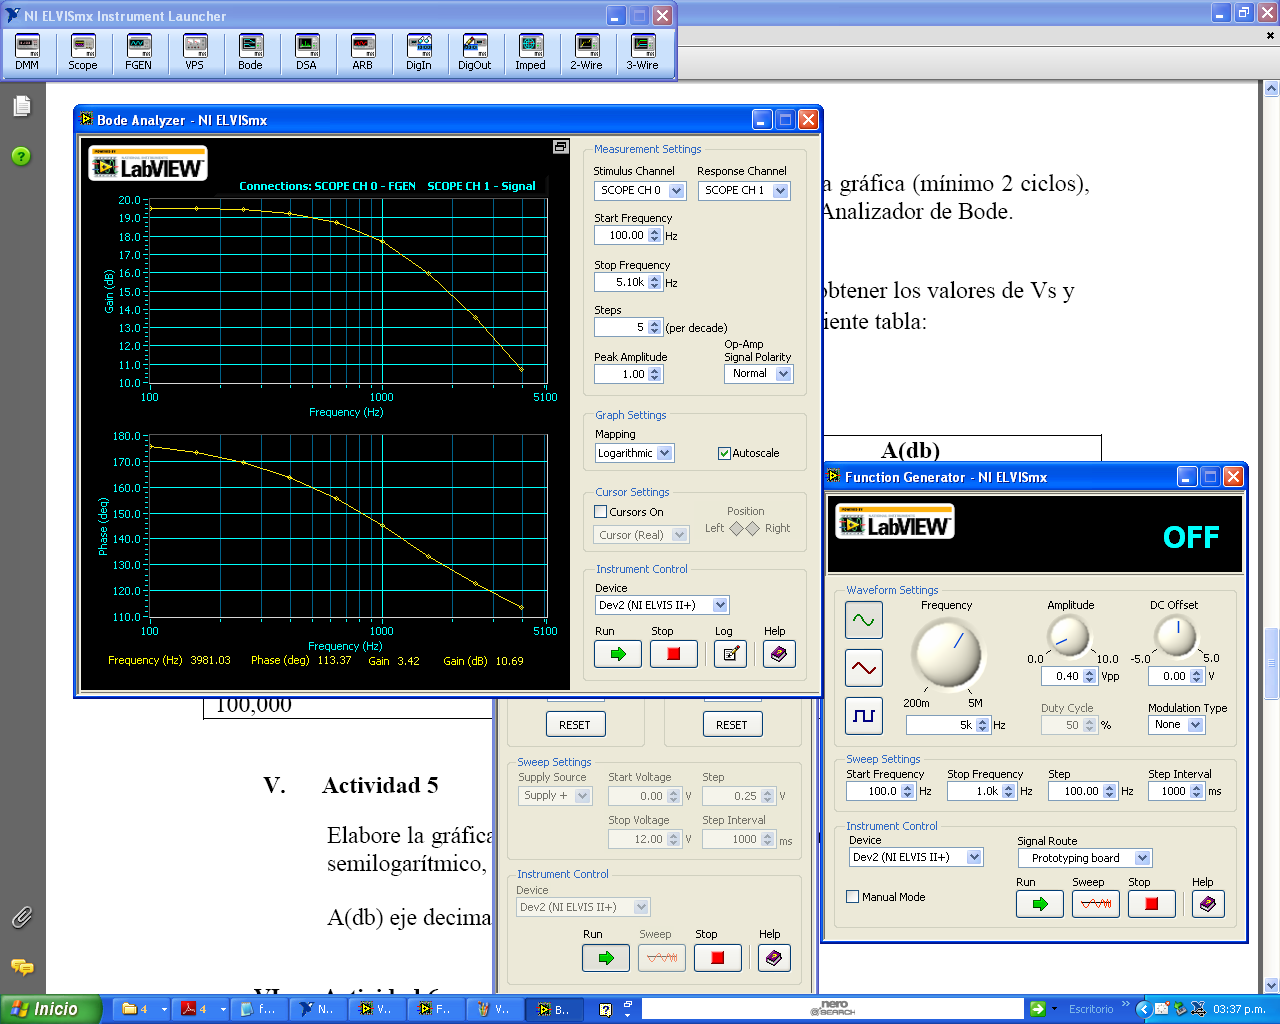 NI ELVISmx Instrument Launcher
DMM Scope FGEN VPS Bode DSA ARB DigIn DigOut Imped 2-Wire 3-Wire
Bode Analyzer - NI ELVISmx
POWERED BY
LabVIEW
Connections: SCOPE CH 0 - FGEN SCOPE CH 1 - Signal
20.0
19.0
18.0
17.0
16.0
15.0
14.0
13.0
12.0
11.0
10.0
Gain (dB)
100 1000 5100
Frequency (Hz)
180.0
170.0
160.0
150.0
140.0
130.0
120.0
110.0
Phase (deg)
100 1000 5100
Frequency (Hz)
Frequency (Hz) 3981.03 Phase (deg) 113.37 Gain 3.42 Gain (dB) 10.69
Measurement Settings
Stimulus Channel Response Channel
SCOPE CH 0 SCOPE CH 1
Start Frequency
100.00 Hz
Stop Frequency
5.10k Hz
Steps
5 (per decade)
Op-Amp
Peak Amplitude Signal Polarity
1.00 Normal
Graph Settings
Mapping
Logarithmic Autoscale
Cursor Settings
Cursors On Position
Cursor (Real) Left Right
Instrument Control
Device
Dev2 (NI ELVIS II+)
Run Stop Log Help
a gráfica (mínimo 2 ciclos),
Analizador de Bode.
obtener los valores de Vs y
iente tabla:
A(db)
Function Generator - NI ELVISmx
POWERED BY
LabVIEW
OFF
Waveform Settings
Frequency Amplitude DC Offset
0.0 10.0 -5.0 5.0
0.40 Vpp 0.00 V
200m 5M
Duty Cycle Modulation Type
5k Hz 50 % None
Sweep Settings
Start Frequency Stop Frequency Step Step Interval
100.0 Hz 1.0k Hz 100.00 Hz 1000 ms
Instrument Control
Device Signal Route
Dev2 (NI ELVIS II+) Prototyping board
Manual Mode
Run Sweep Stop Help
100,000
RESET RESET
Sweep Settings
Supply Source Start Voltage Step
Supply + 0.00 V 0.25 V
Stop Voltage Step Interval
12.00 V 1000 ms
Instrument Control
Device
Dev2 (NI ELVIS II+)
Run Sweep Stop Help
V. Actividad 5
Elabore la gráfica
semilogarítmico,
A(db) eje decima
VI Actividad 6
Inicio 4 4 f... N... V... F... V... B... nero SEARCH Escritorio 03:37 p.m.